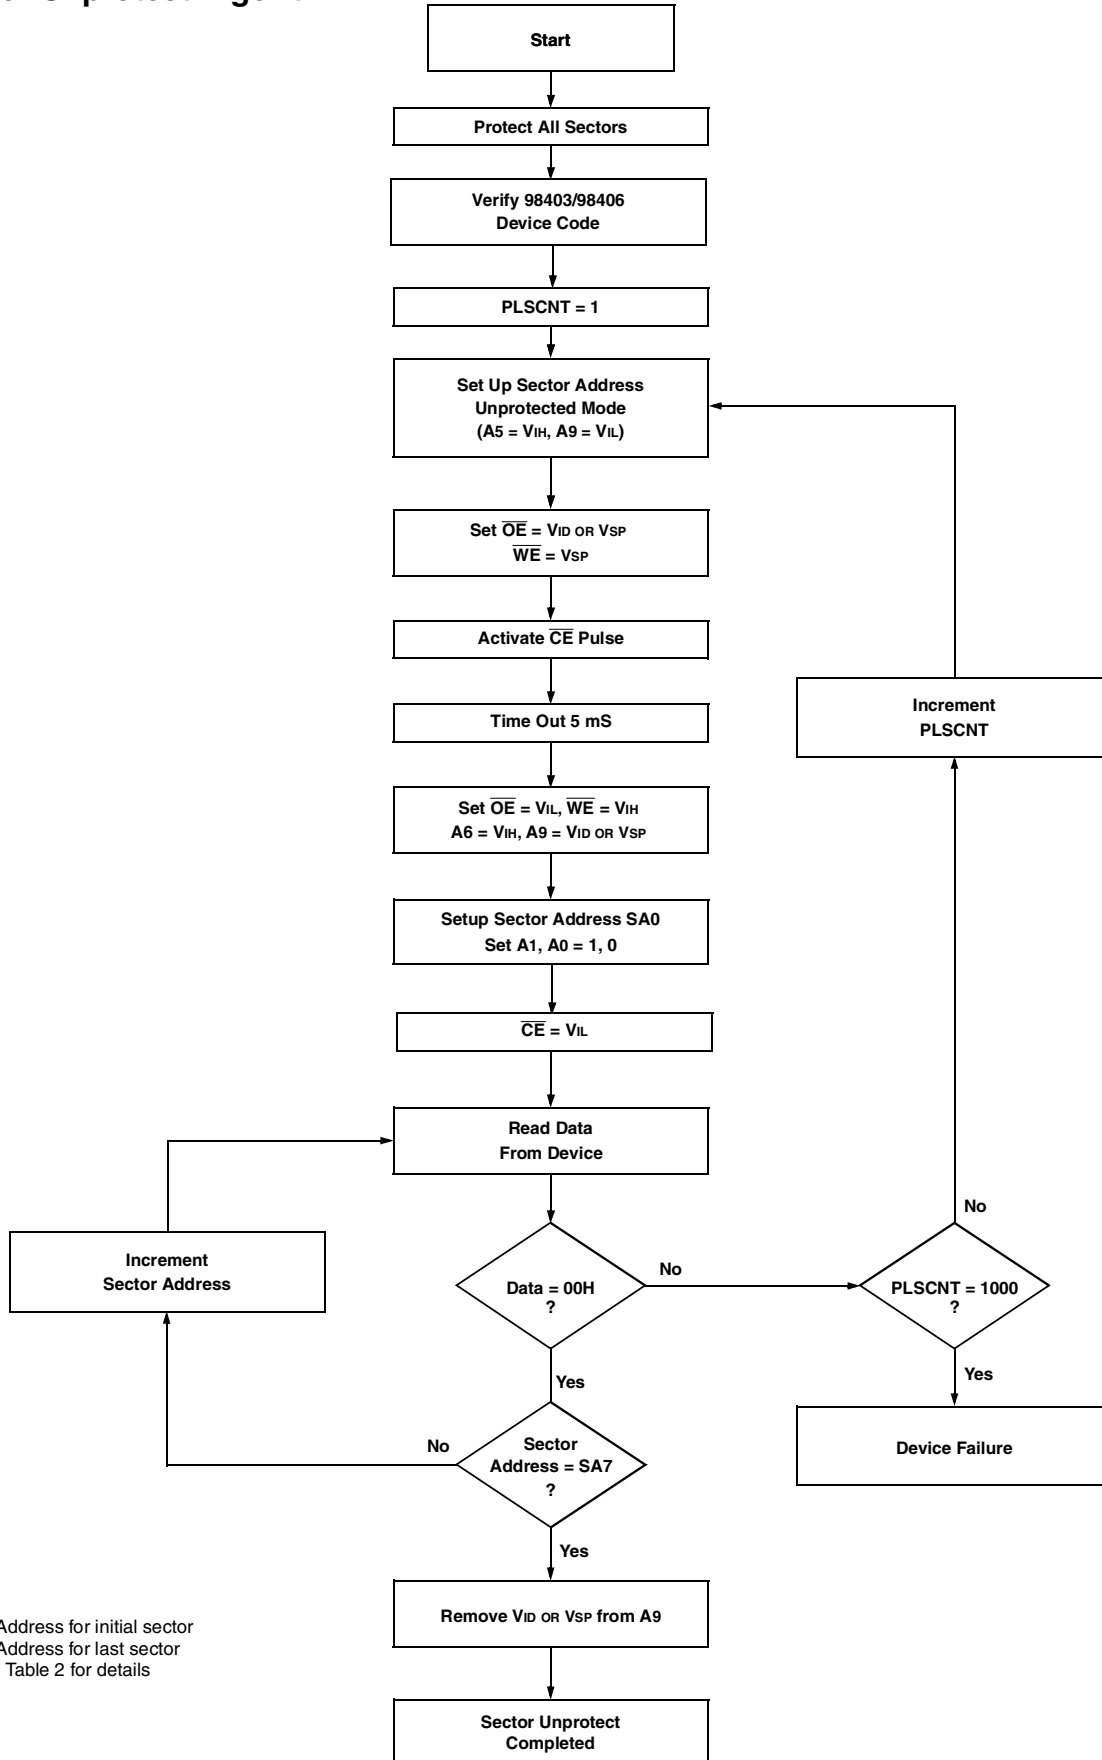 Start
Protect All Sectors
Verify 98403/98406
Device Code
PLSCNT = 1
Set Up Sector Address
Unprotected Mode
(A5 = VIH, A9 = VIL)
Set OE = VID OR VSP
WE = VSP
Activate CE Pulse
Time Out 5 mS
Increment
PLSCNT
Set OE = VIL, WE = VIH
A6 = VIH, A9 = VID OR VSP
Setup Sector Address SA0
Set A1, A0 = 1, 0
CE = VIL
Read Data
From Device
No
Increment
Sector Address
Data = 00H
?
No
PLSCNT = 1000
?
Yes
Yes
Sector
Address = SA7
?
No
Device Failure
Yes
Remove VID OR VSP from A9
Address for initial sector
Address for last sector
Table 2 for details
Sector Unprotect
Completed